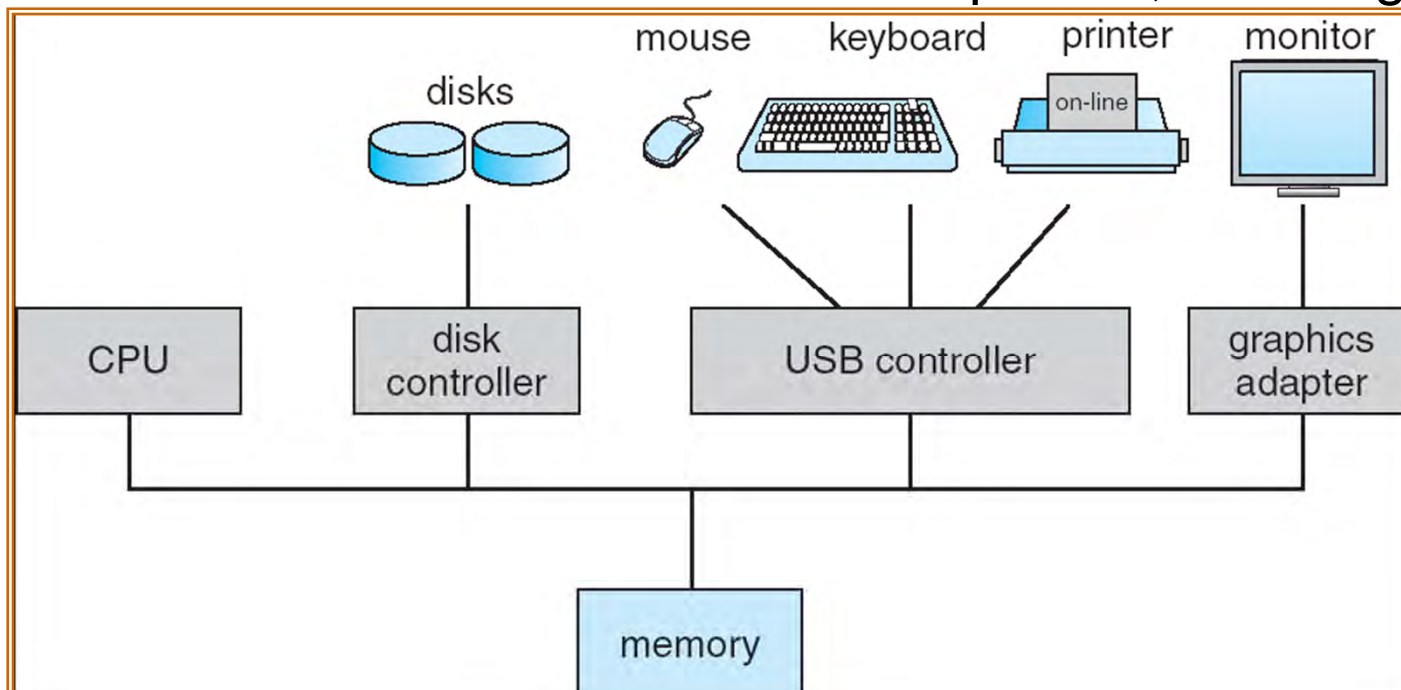 mouse keyboard printer monitor
disks
on-line
CPU
disk
controller
USB controller
graphics
adapter
memory